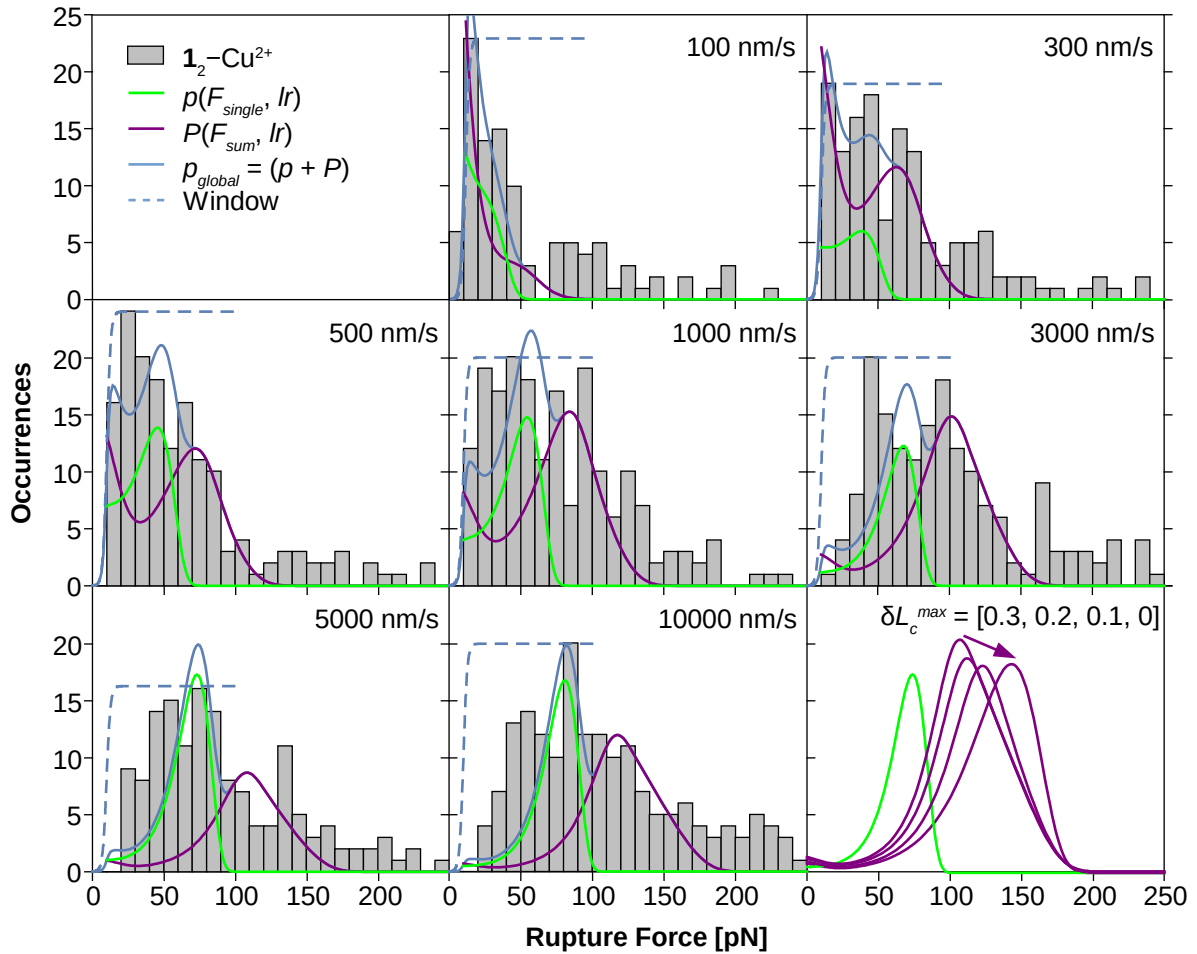 25
20
15
10
5
0
1₂–Cu²⁺
p(F_single, lr)
P(F_sum, lr)
p_global = (p + P)
Window
100 nm/s
300 nm/s
20
15
10
5
0
500 nm/s
1000 nm/s
3000 nm/s
Occurrences
20
15
10
5
0
5000 nm/s
10000 nm/s
δL_c^max = [0.3, 0.2, 0.1, 0]
0 50 100 150 200 0 50 100 150 200 0 50 100 150 200 250
Rupture Force [pN]